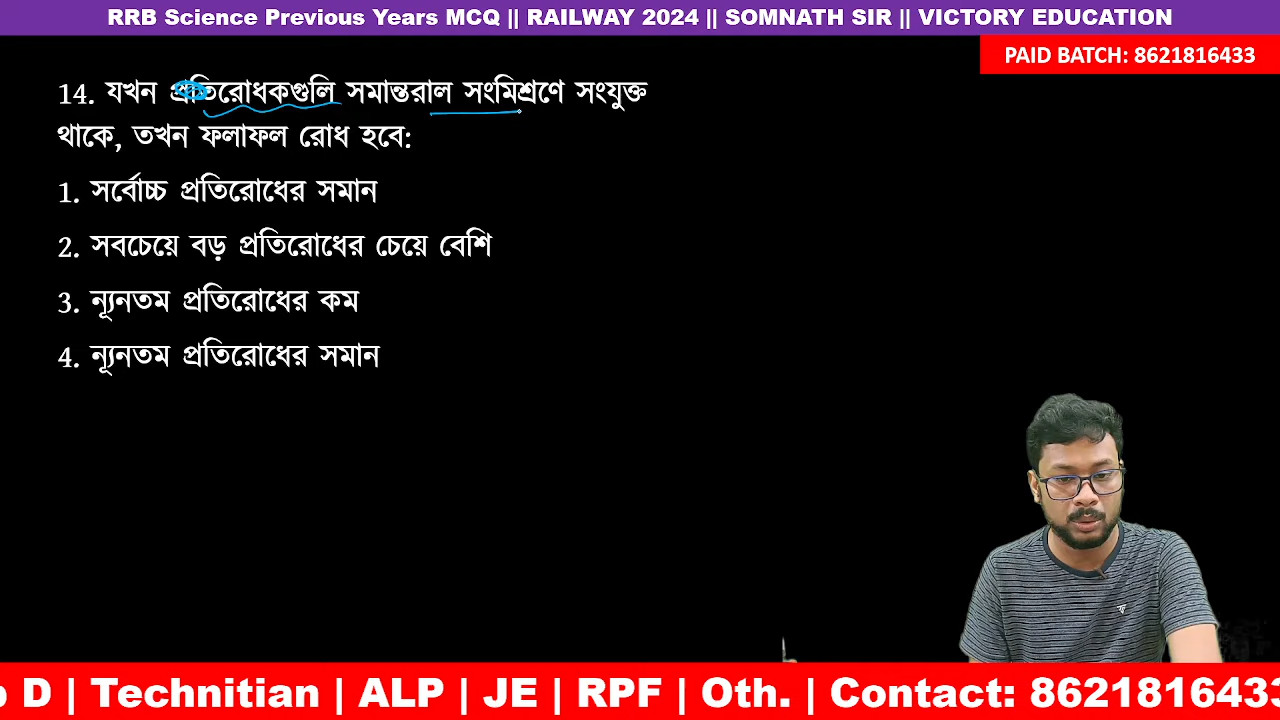 RRB Science Previous Years MCQ || RAILWAY 2024 || SOMNATH SIR || VICTORY EDUCATION
PAID BATCH: 8621816433
14. যখন প্রতিরোধকগুলি সমান্তরাল সংমিশ্রণে সংযুক্ত
থাকে, তখন ফলাফল রোধ হবে:
1. সর্বোচ্চ প্রতিরোধের সমান
2. সবচেয়ে বড় প্রতিরোধের চেয়ে বেশি
3. ন্যূনতম প্রতিরোধের কম
4. ন্যূনতম প্রতিরোধের সমান
D | Technitian | ALP | JE | RPF | Oth. | Contact: 8621816433